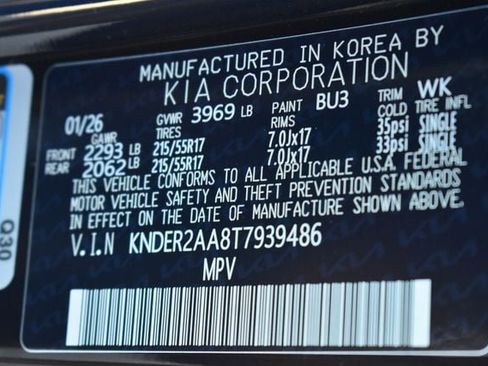 MANUFACTURED IN KOREA BY
KIA CORPORATION
01/26 GVWR 3969 LB PAINT BU3 TRIM WK
GAWR TIRES RIMS COLD TIRE INFL
FRONT 2293 LB 215/55R17 7.0Jx17 35psi SINGLE
REAR 2062 LB 215/55R17 7.0Jx17 33psi SINGLE
THIS VEHICLE CONFORMS TO ALL APPLICABLE U.S.A. FEDERAL
MOTOR VEHICLE SAFETY AND THEFT PREVENTION STANDARDS
IN EFFECT ON THE DATE OF MANUFACTURE SHOWN ABOVE.
V.I.N KNDER2AA8T7939486
MPV
Q30